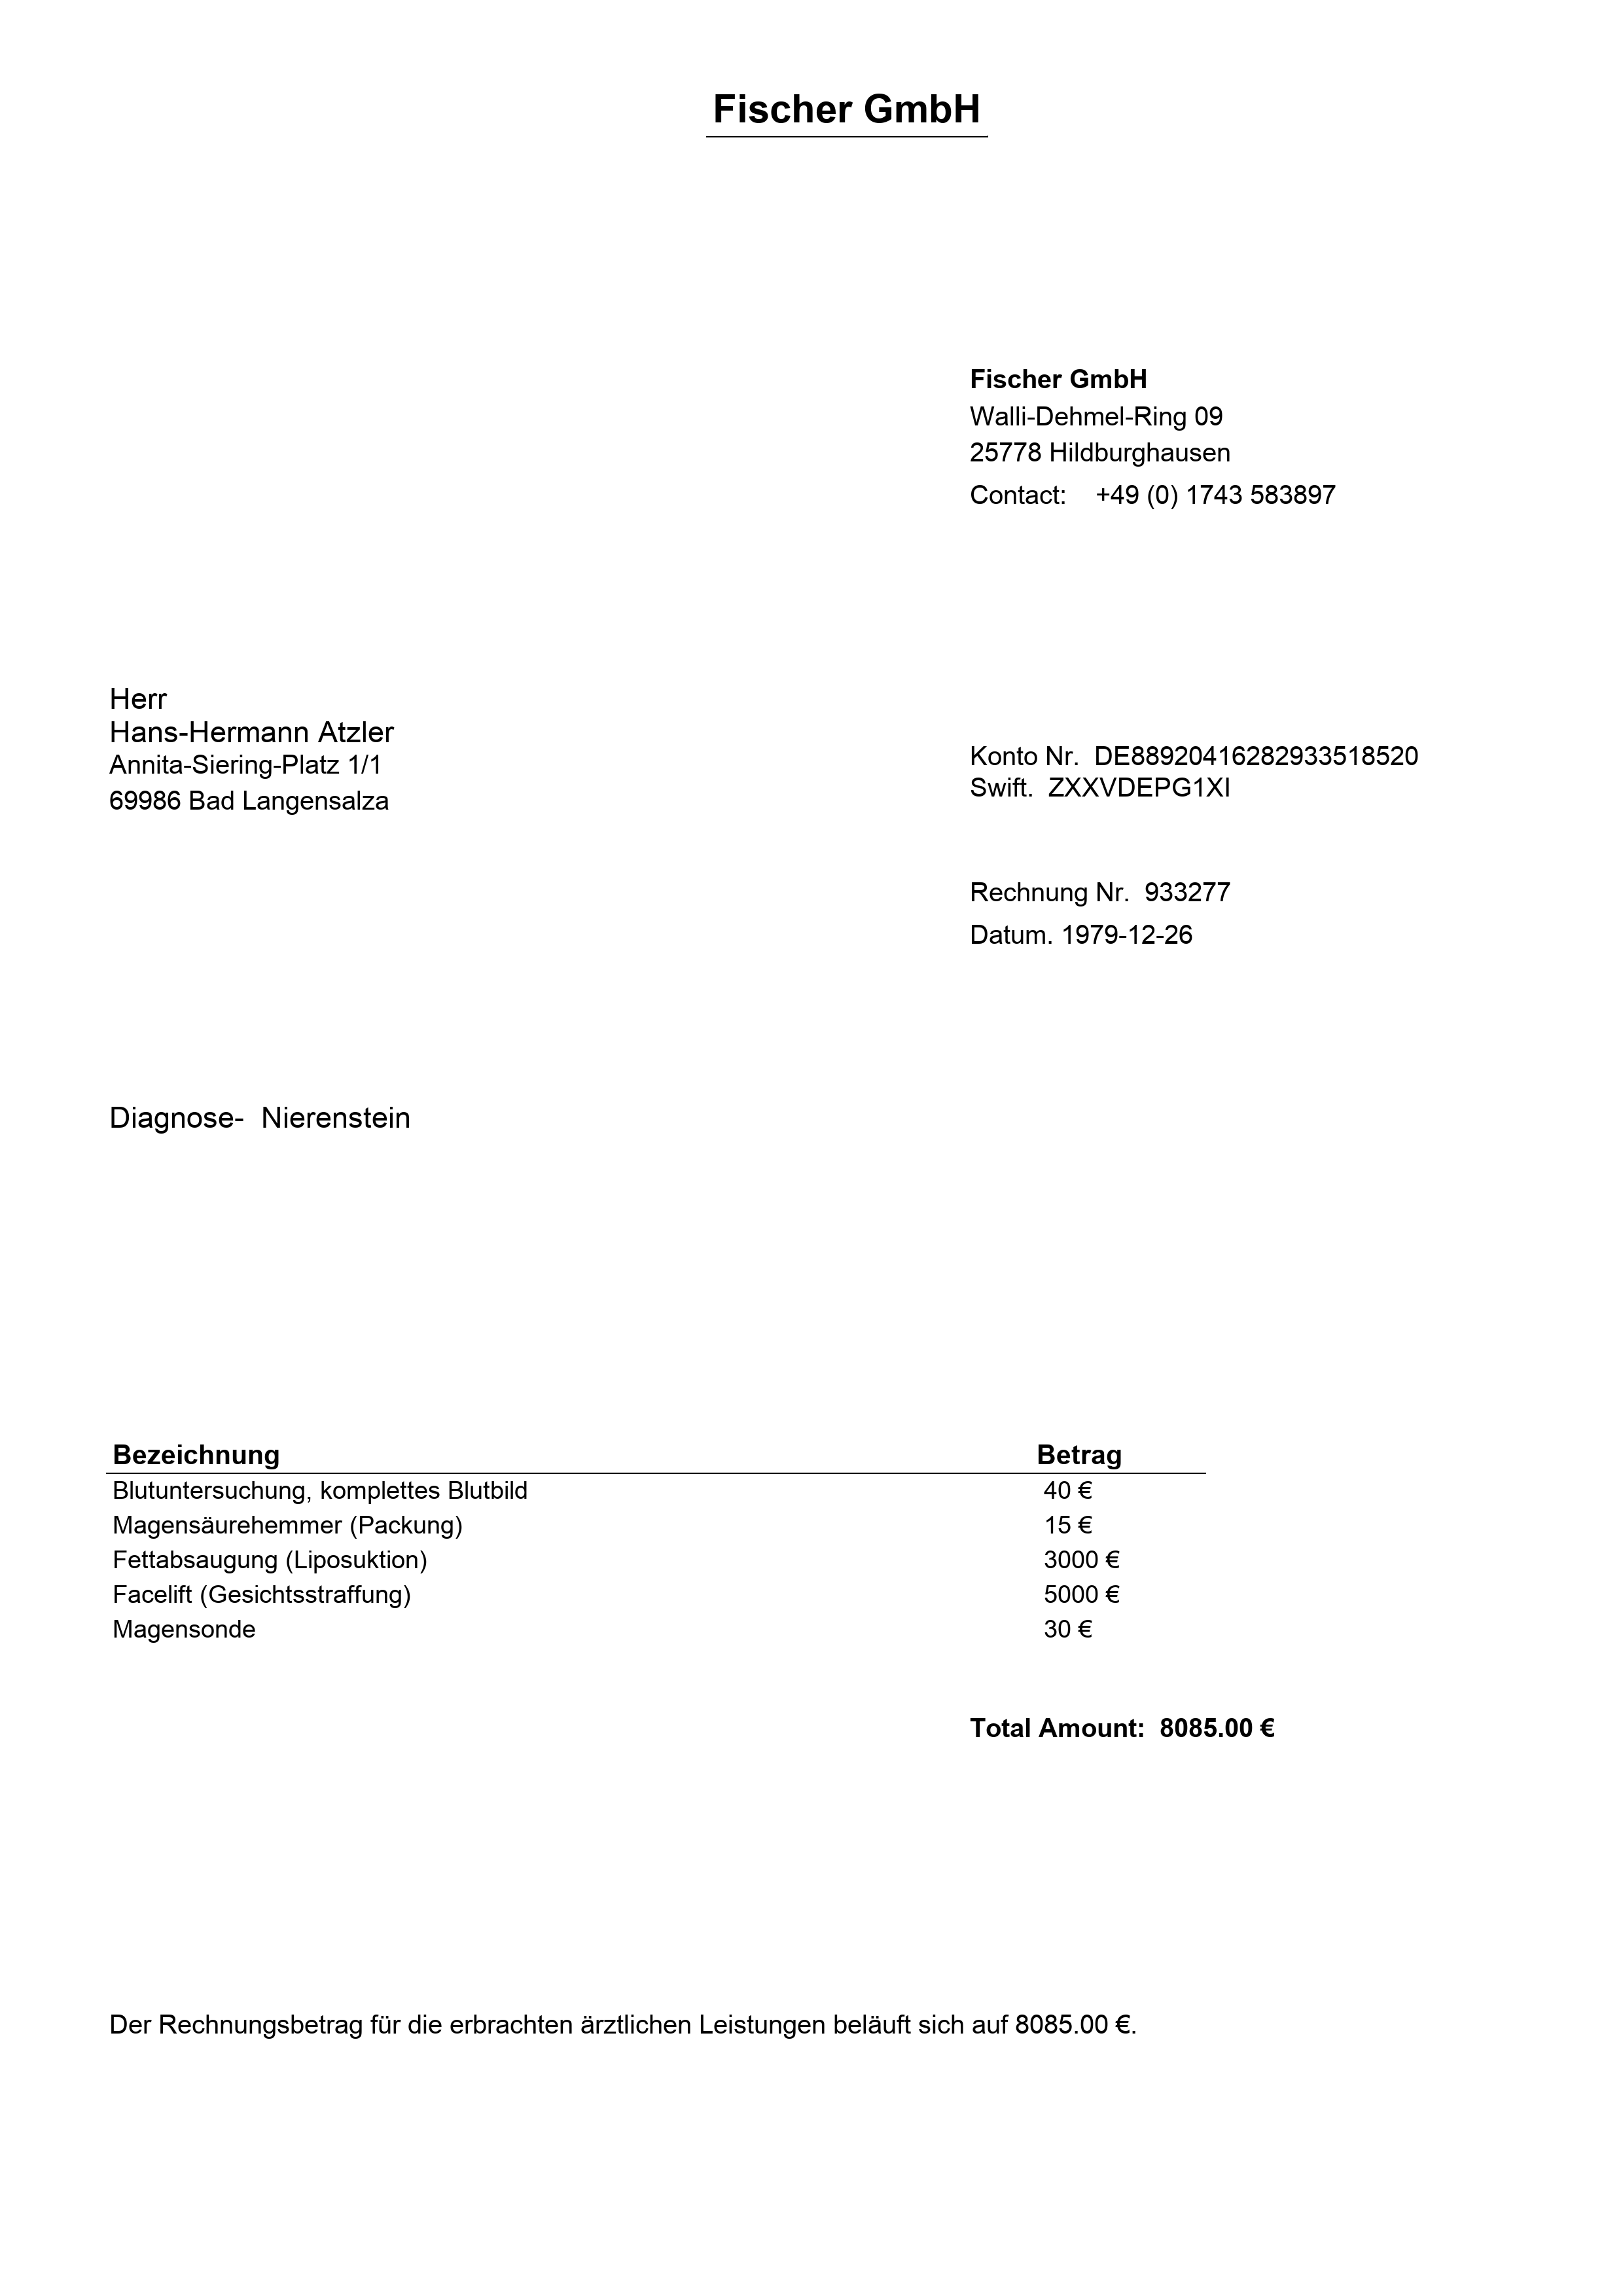 Fischer GmbH
Fischer GmbH
Walli-Dehmel-Ring 09
25778 Hildburghausen
Contact: +49 (0) 1743 583897
Herr
Hans-Hermann Atzler
Annita-Siering-Platz 1/1
69986 Bad Langensalza
Konto Nr. DE88920416282933518520
Swift. ZXXVDEPG1XI
Rechnung Nr. 933277
Datum. 1979-12-26
Diagnose- Nierenstein
Bezeichnung Betrag
Blutuntersuchung, komplettes Blutbild 40 €
Magensäurehemmer (Packung) 15 €
Fettabsaugung (Liposuktion) 3000 €
Facelift (Gesichtsstraffung) 5000 €
Magensonde 30 €
Total Amount: 8085.00 €
Der Rechnungsbetrag für die erbrachten ärztlichen Leistungen beläuft sich auf 8085.00 €.